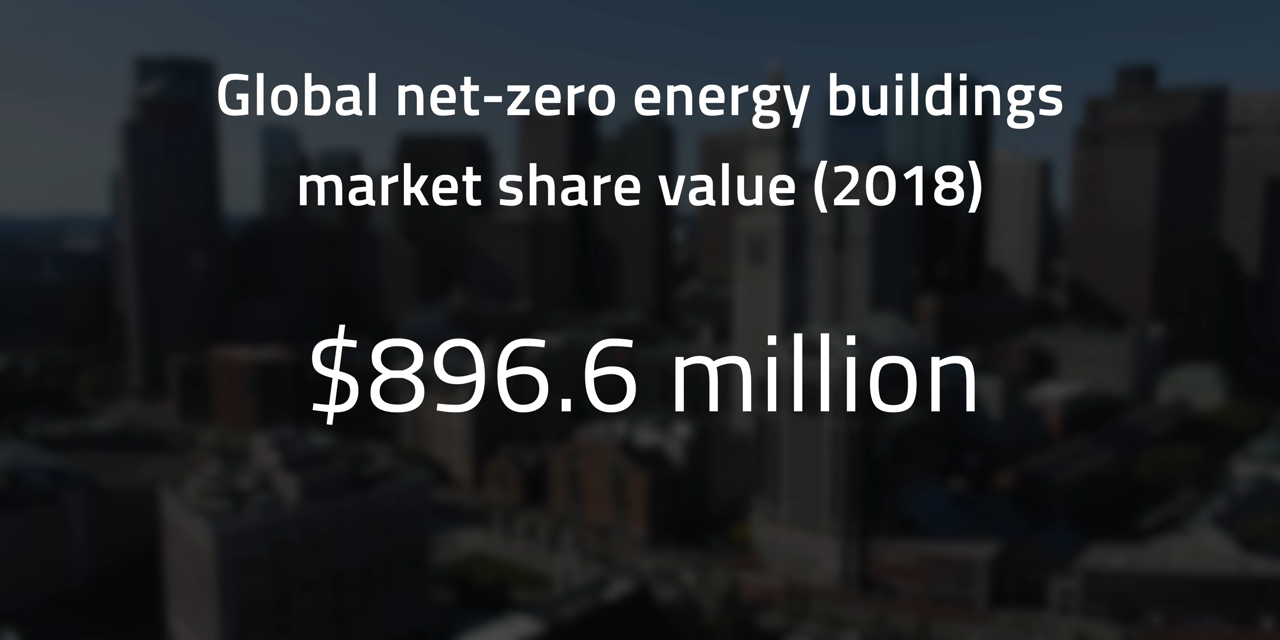 Global net-zero energy buildings
market share value (2018)
$896.6 million